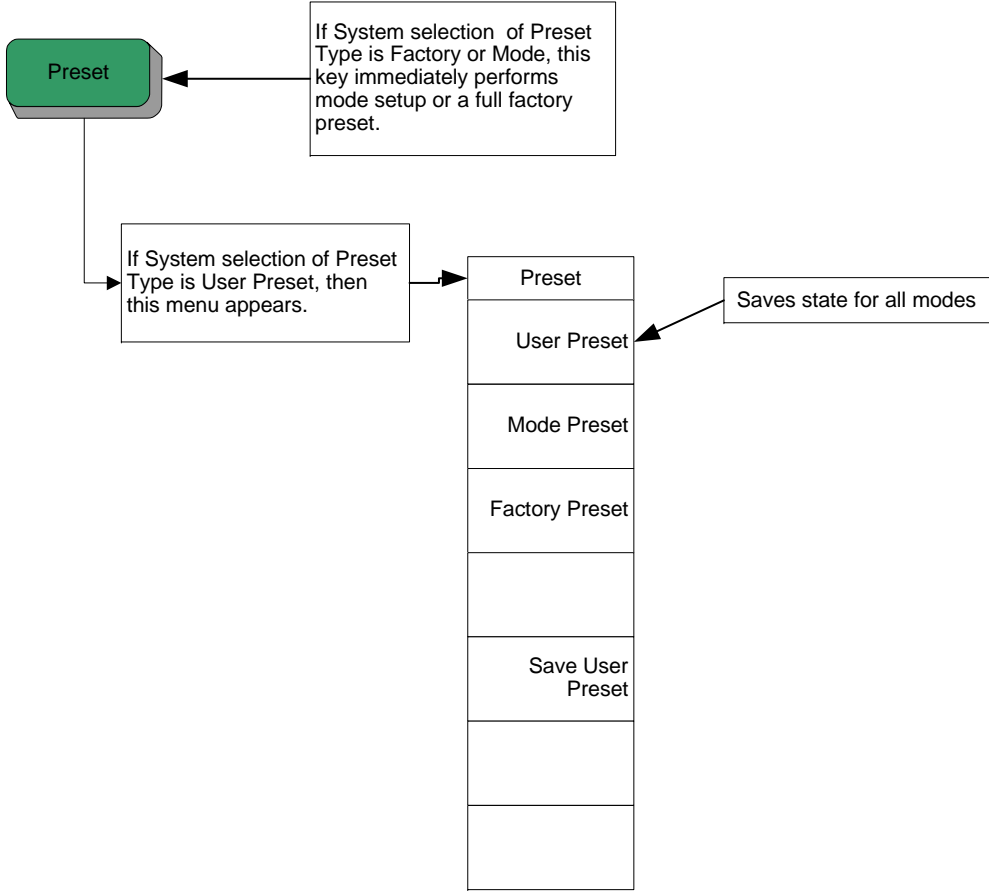 Preset
If System selection  of Preset
Type is Factory or Mode, this
key immediately performs
mode setup or a full factory
preset.
If System selection of Preset
Type is User Preset, then
this menu appears.
Preset
User Preset
Saves state for all modes
Mode Preset
Factory Preset
Save User
Preset